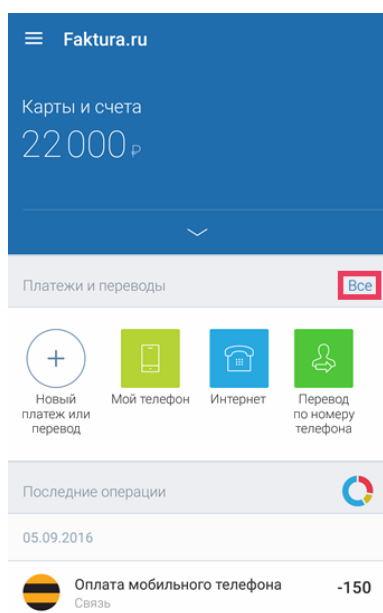 Faktura.ru
Карты и счета
22 000 ₽
Платежи и переводы
Все
Новый платеж или перевод
Мой телефон
Интернет
Перевод по номеру телефона
Последние операции
05.09.2016
Оплата мобильного телефона
-150
Связь